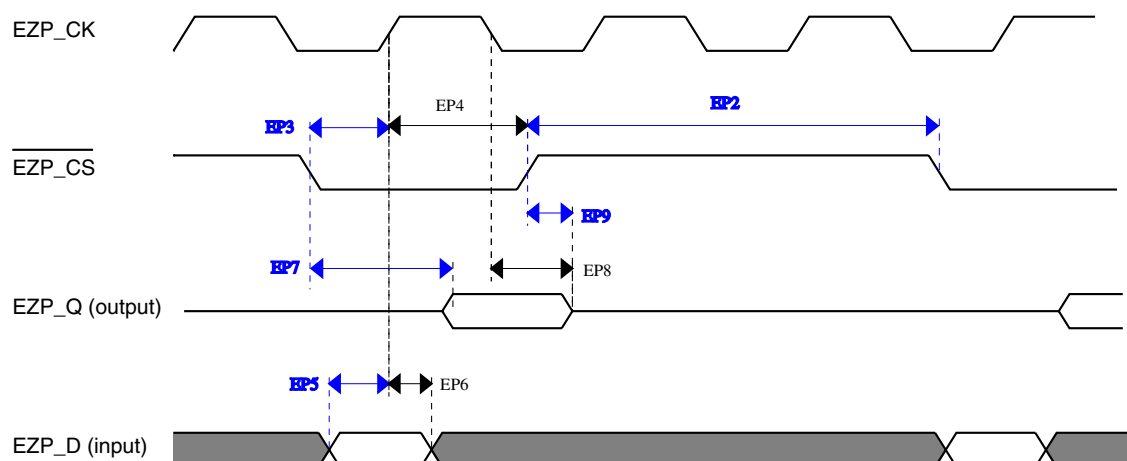 EZP_CK
EP4
EP2
EP3
EZP_CS
EP9
EP7
EP8
EZP_Q (output)
EP5
EP6
EZP_D (input)